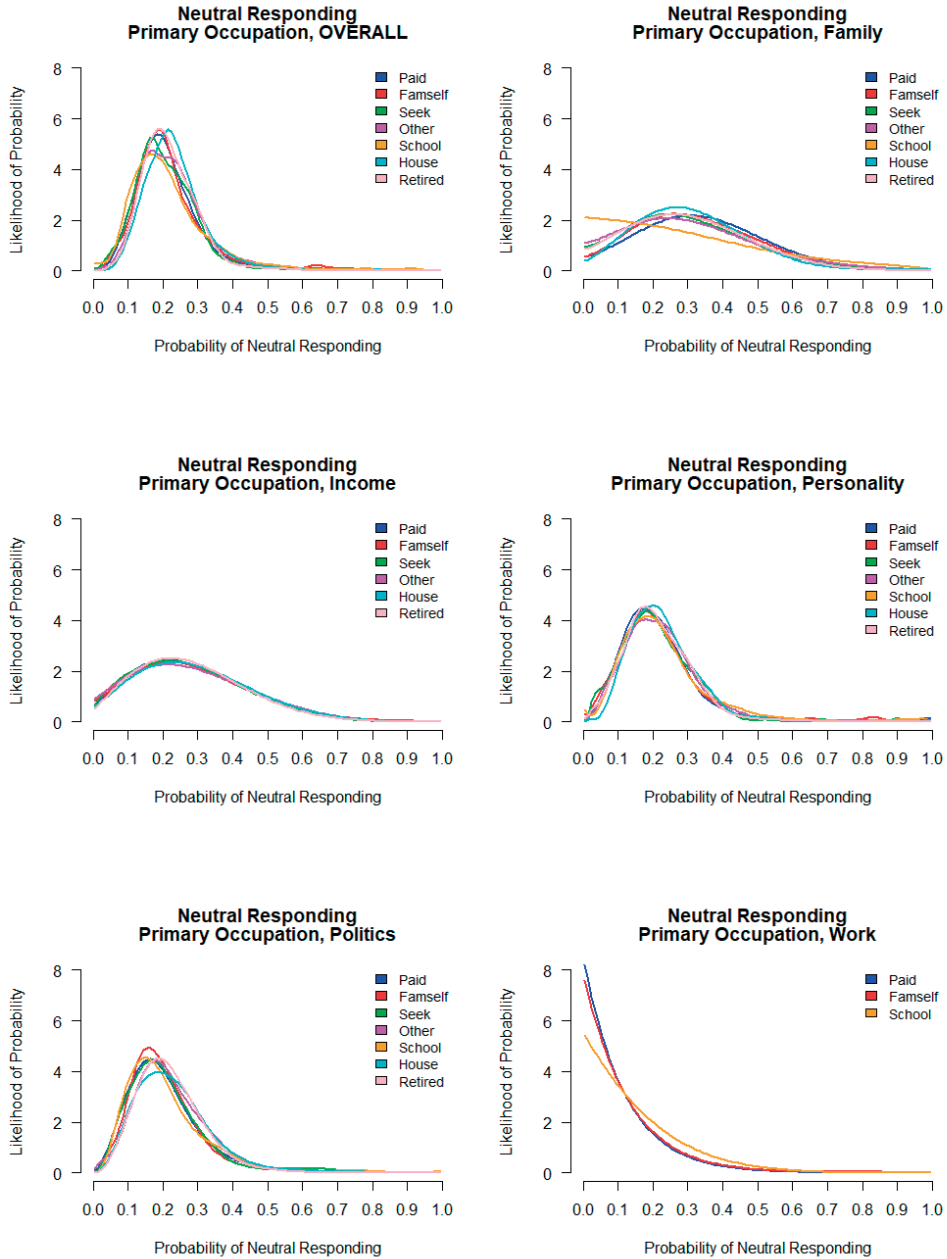 Neutral Responding
Primary Occupation, OVERALL
Likelihood of Probability
8
6
4
2
0
Paid
Famself
Seek
Other
School
House
Retired
0.0 0.1 0.2 0.3 0.4 0.5 0.6 0.7 0.8 0.9 1.0
Probability of Neutral Responding
Neutral Responding
Primary Occupation, Family
Likelihood of Probability
8
6
4
2
0
Paid
Famself
Seek
Other
School
House
Retired
0.0 0.1 0.2 0.3 0.4 0.5 0.6 0.7 0.8 0.9 1.0
Probability of Neutral Responding
Neutral Responding
Primary Occupation, Income
Likelihood of Probability
8
6
4
2
0
Paid
Famself
Seek
Other
House
Retired
0.0 0.1 0.2 0.3 0.4 0.5 0.6 0.7 0.8 0.9 1.0
Probability of Neutral Responding
Neutral Responding
Primary Occupation, Personality
Likelihood of Probability
8
6
4
2
0
Paid
Famself
Seek
Other
School
House
Retired
0.0 0.1 0.2 0.3 0.4 0.5 0.6 0.7 0.8 0.9 1.0
Probability of Neutral Responding
Neutral Responding
Primary Occupation, Politics
Likelihood of Probability
8
6
4
2
0
Paid
Famself
Seek
Other
School
House
Retired
0.0 0.1 0.2 0.3 0.4 0.5 0.6 0.7 0.8 0.9 1.0
Probability of Neutral Responding
Neutral Responding
Primary Occupation, Work
Likelihood of Probability
8
6
4
2
0
Paid
Famself
School
0.0 0.1 0.2 0.3 0.4 0.5 0.6 0.7 0.8 0.9 1.0
Probability of Neutral Responding